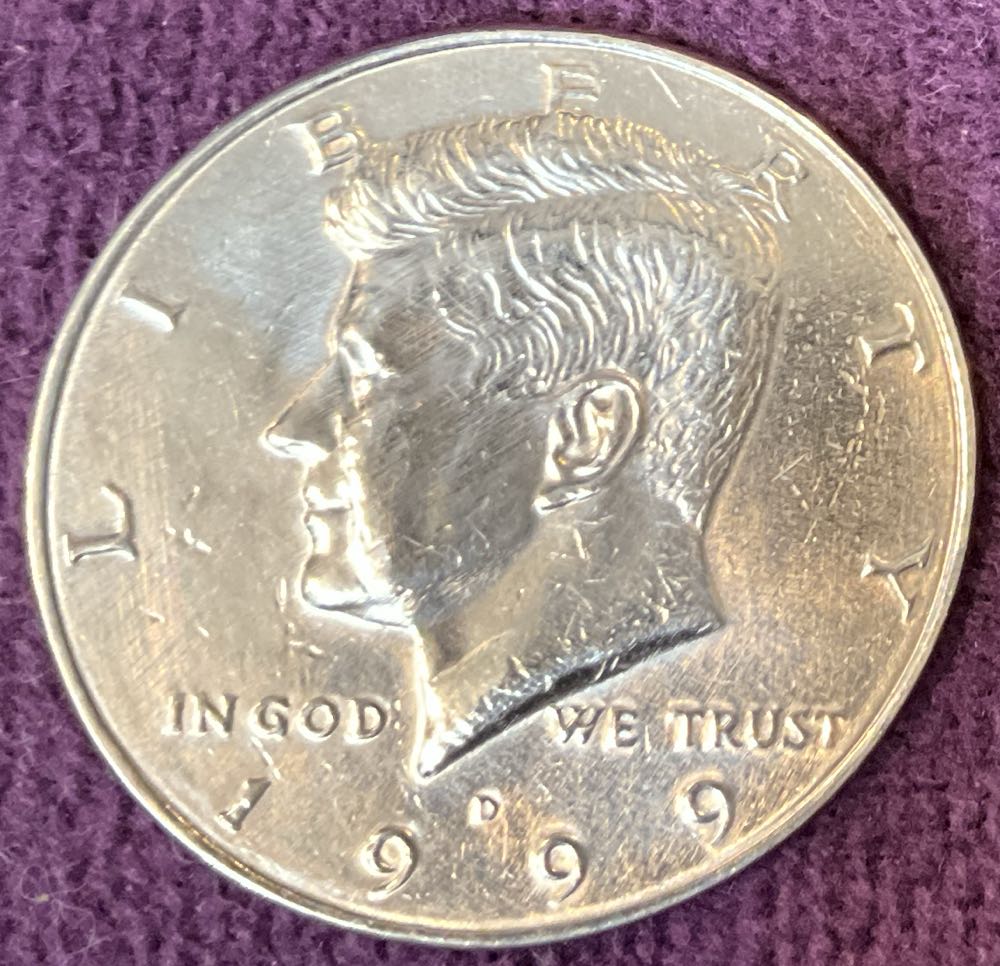 LIBERTY
IN GOD WE TRUST
D
1999